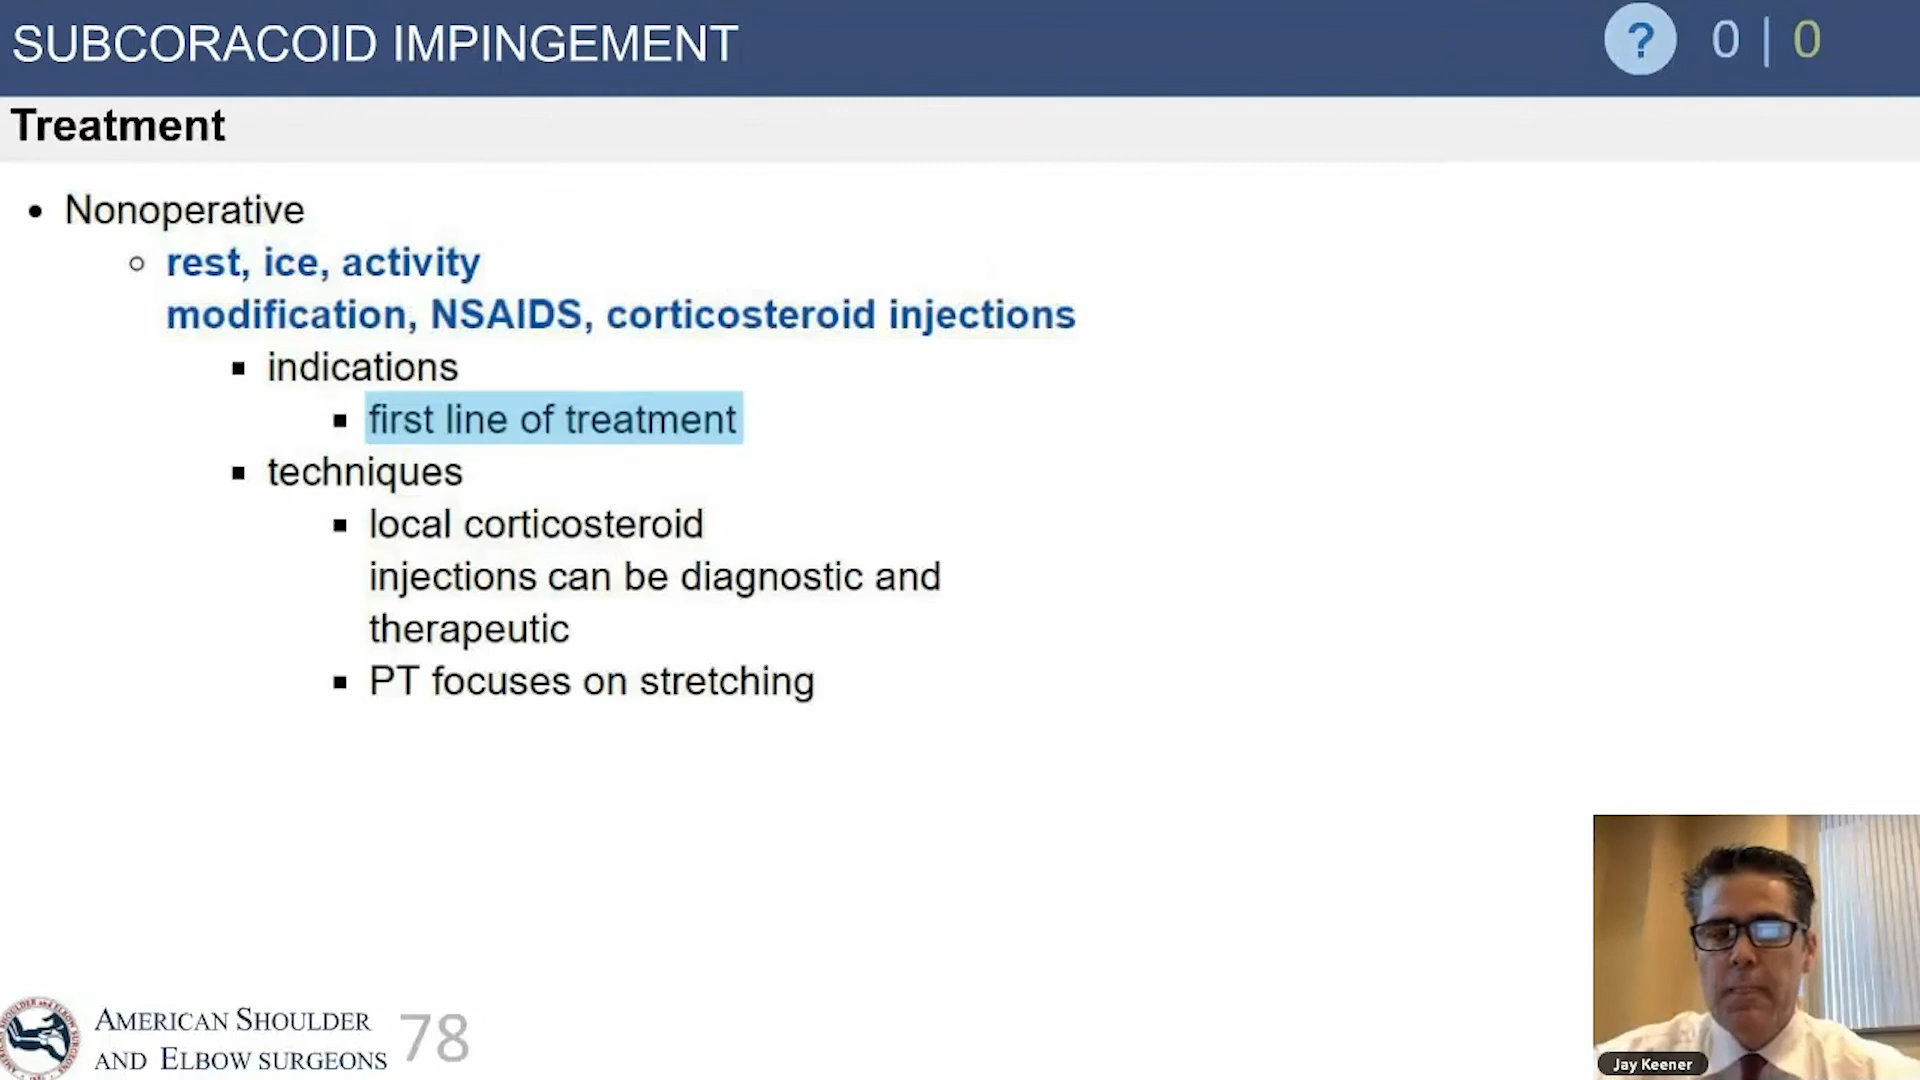 SUBCORACOID IMPINGEMENT
? 0 | 0
Treatment
• Nonoperative
○ rest, ice, activity
modification, NSAIDS, corticosteroid injections
▪ indications
▪ first line of treatment
▪ techniques
▪ local corticosteroid
injections can be diagnostic and
therapeutic
▪ PT focuses on stretching
AMERICAN SHOULDER
AND ELBOW SURGEONS
78
Jay Keener